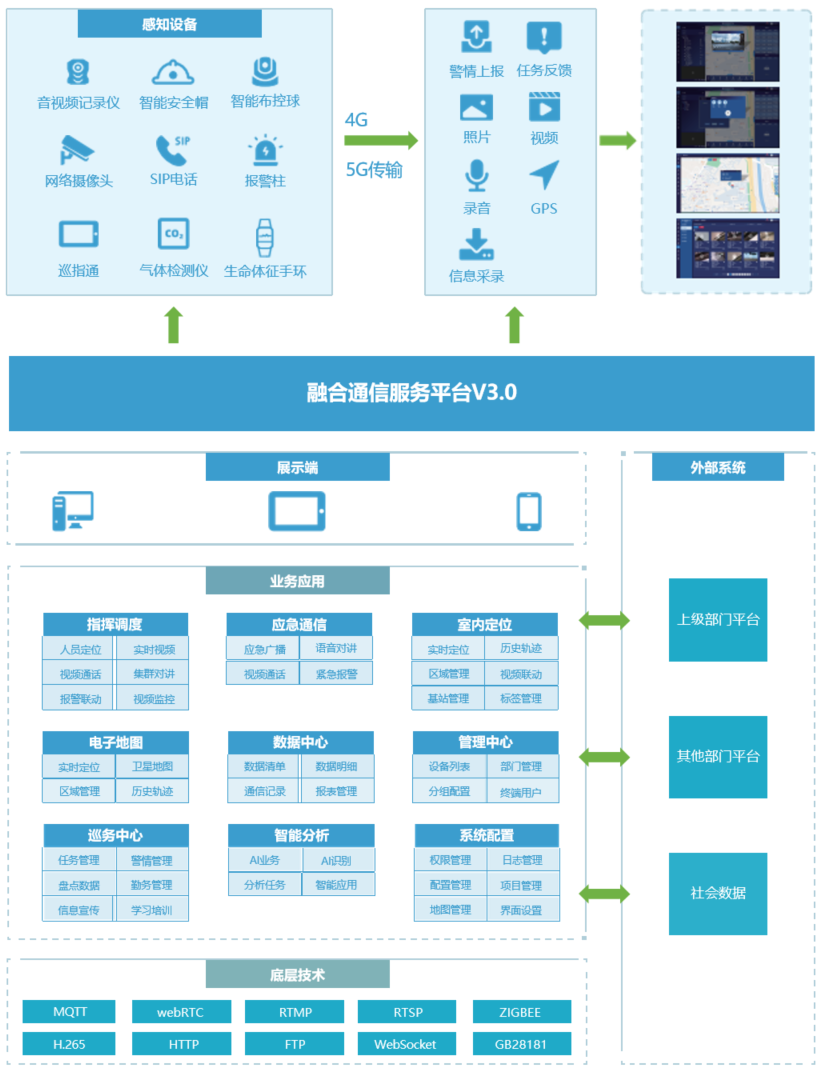 感知设备
音视频记录仪
智能安全帽
智能布控球
网络摄像头
SIP
SIP电话
报警柱
巡指通
CO₂
气体检测仪
生命体征手环
4G
5G传输
警情上报
任务反馈
照片
视频
录音
GPS
信息采录
融合通信服务平台V3.0
展示端
外部系统
业务应用
指挥调度
人员定位
实时视频
视频通话
集群对讲
报警联动
视频监控
应急通信
应急广播
语音对讲
视频通话
紧急报警
室内定位
实时定位
历史轨迹
区域管理
视频联动
基站管理
标签管理
电子地图
实时定位
卫星地图
区域管理
历史轨迹
数据中心
数据清单
数据明细
通信记录
报表管理
管理中心
设备列表
部门管理
分组配置
终端用户
巡务中心
任务管理
警情管理
盘点数据
勤务管理
信息宣传
学习培训
智能分析
AI业务
AI识别
分析任务
智能应用
系统配置
权限管理
日志管理
配置管理
项目管理
地图管理
界面设置
上级部门平台
其他部门平台
社会数据
底层技术
MQTT
webRTC
RTMP
RTSP
ZIGBEE
H.265
HTTP
FTP
WebSocket
GB28181